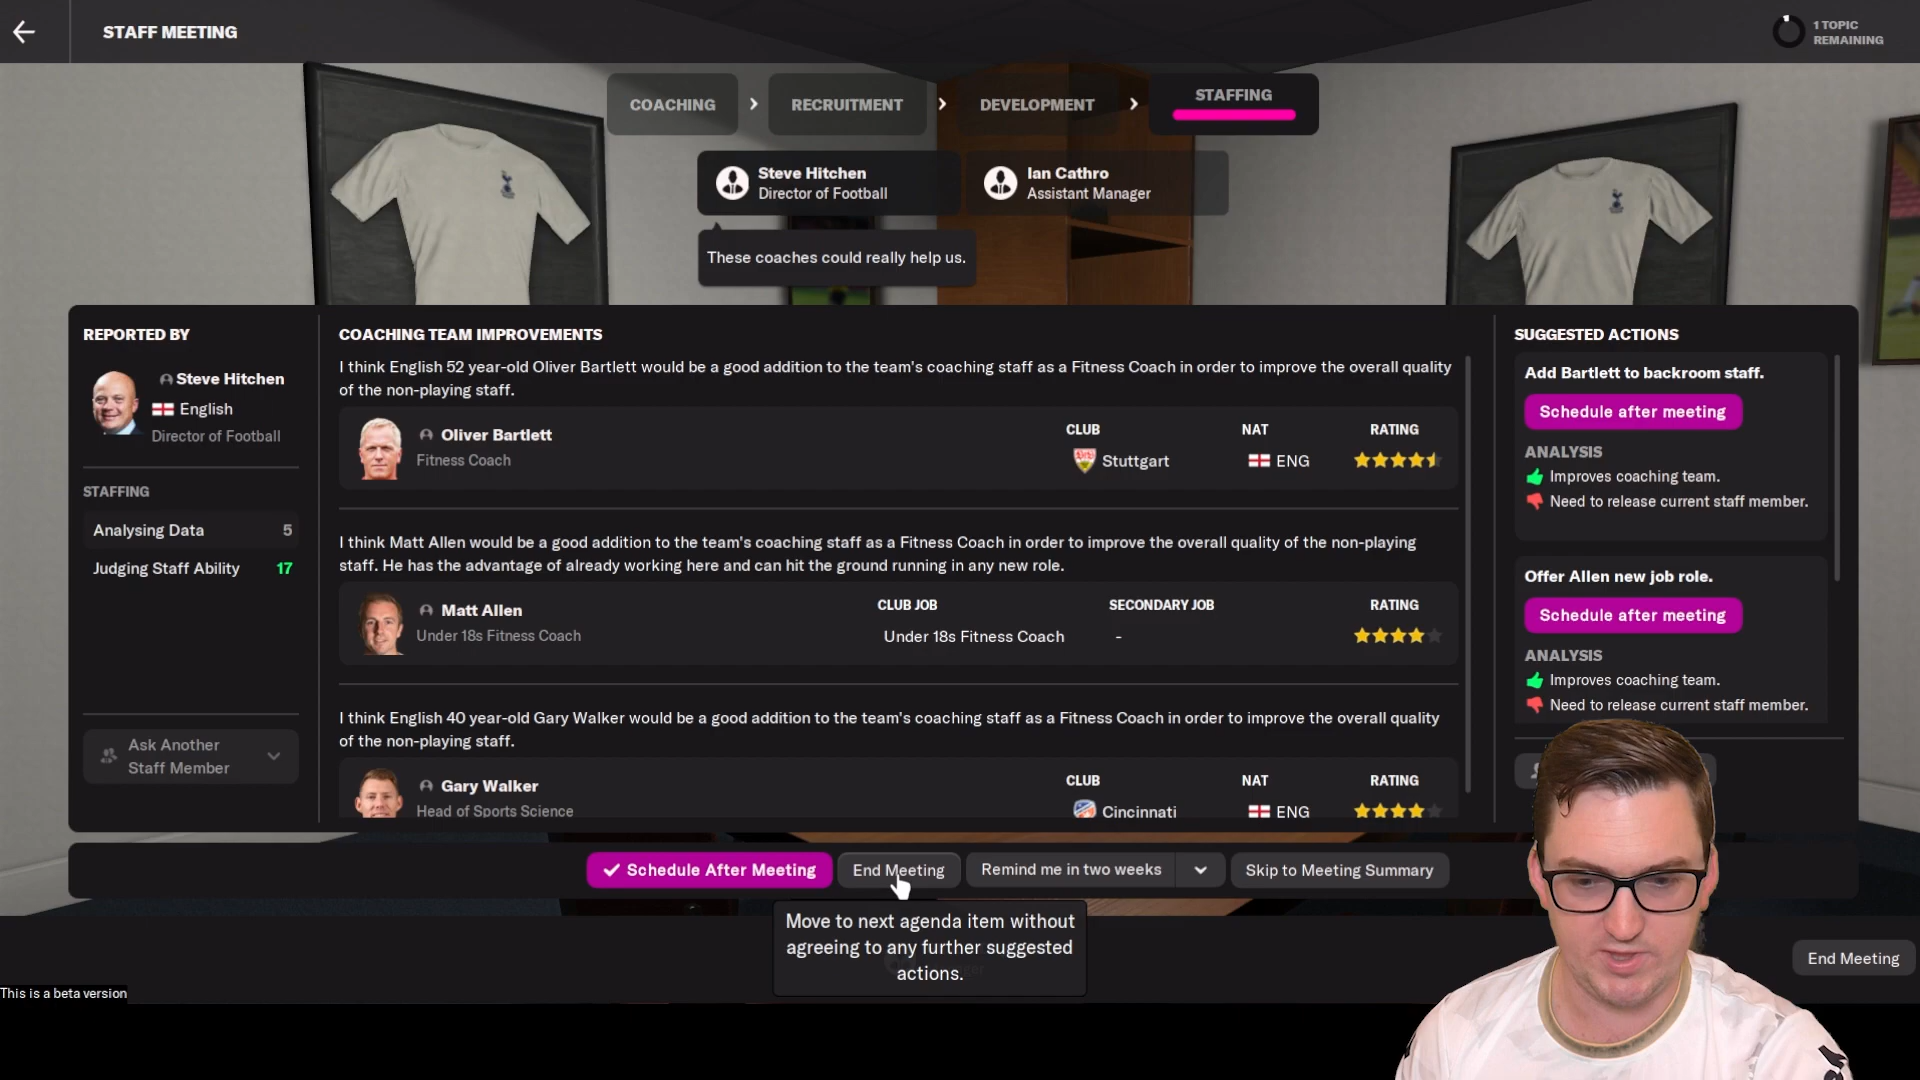 STAFF MEETING
1 TOPIC
REMAINING
COACHING
RECRUITMENT
DEVELOPMENT
STAFFING
Steve Hitchen
Director of Football
Ian Cathro
Assistant Manager
These coaches could really help us.
REPORTED BY
Steve Hitchen
English
Director of Football
STAFFING
Analysing Data 5
Judging Staff Ability 17
Ask Another
Staff Member
COACHING TEAM IMPROVEMENTS
I think English 52 year-old Oliver Bartlett would be a good addition to the team's coaching staff as a Fitness Coach in order to improve the overall quality
of the non-playing staff.
Oliver Bartlett
Fitness Coach
CLUB NAT RATING
Stuttgart ENG
I think Matt Allen would be a good addition to the team's coaching staff as a Fitness Coach in order to improve the overall quality of the non-playing
staff. He has the advantage of already working here and can hit the ground running in any new role.
Matt Allen
Under 18s Fitness Coach
CLUB JOB SECONDARY JOB RATING
Under 18s Fitness Coach -
I think English 40 year-old Gary Walker would be a good addition to the team's coaching staff as a Fitness Coach in order to improve the overall quality
of the non-playing staff.
Gary Walker
Head of Sports Science
CLUB NAT RATING
Cincinnati ENG
SUGGESTED ACTIONS
Add Bartlett to backroom staff.
Schedule after meeting
ANALYSIS
Improves coaching team.
Need to release current staff member.
Offer Allen new job role.
Schedule after meeting
ANALYSIS
Improves coaching team.
Need to release current staff member.
Schedule After Meeting
End Meeting
Remind me in two weeks
Skip to Meeting Summary
Move to next agenda item without
agreeing to any further suggested
actions.
End Meeting
This is a beta version